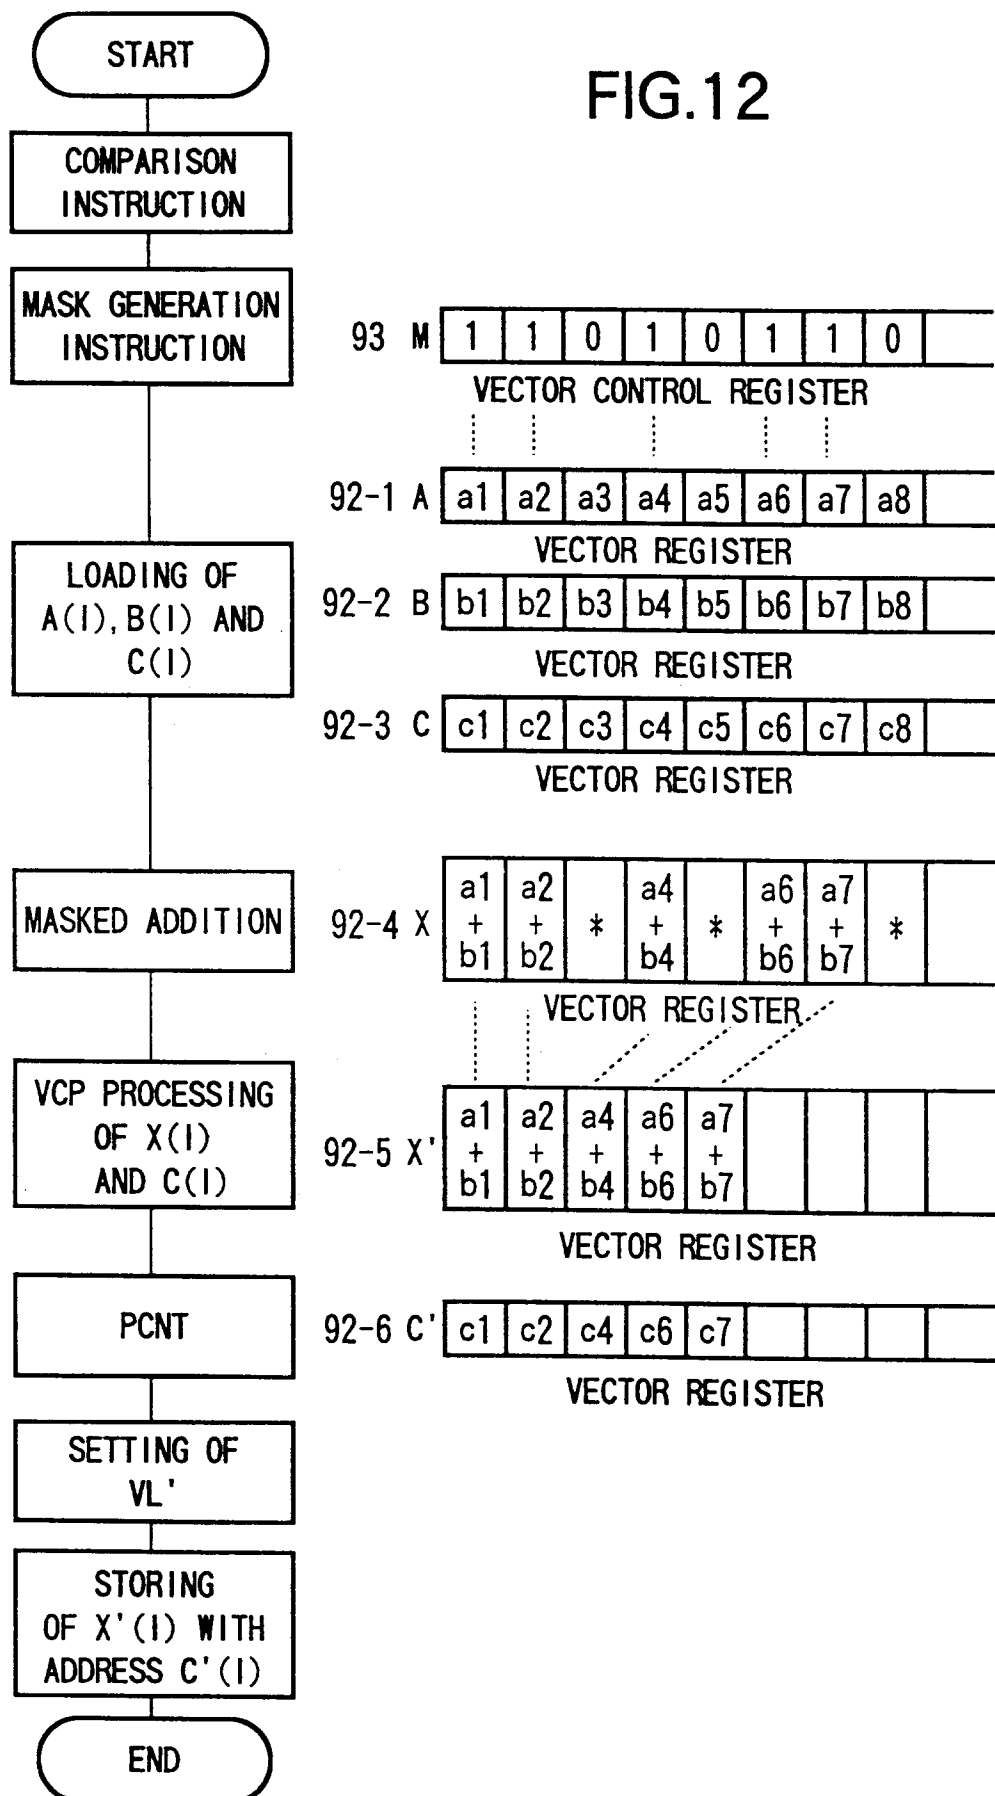 START
FIG.12
COMPARISON
INSTRUCTION
MASK GENERATION
INSTRUCTION
93 M 1 1 0 1 0 1 1 0
VECTOR CONTROL REGISTER
92-1 A a1 a2 a3 a4 a5 a6 a7 a8
VECTOR REGISTER
LOADING OF
A(I), B(I) AND
C(I)
92-2 B b1 b2 b3 b4 b5 b6 b7 b8
VECTOR REGISTER
92-3 C c1 c2 c3 c4 c5 c6 c7 c8
VECTOR REGISTER
MASKED ADDITION
a1 a2 a4 a6 a7
92-4 X + + * + * + + *
b1 b2 b4 b6 b7
VECTOR REGISTER
VCP PROCESSING
OF X(I)
AND C(I)
a1 a2 a4 a6 a7
92-5 X' + + + + +
b1 b2 b4 b6 b7
VECTOR REGISTER
PCNT
92-6 C' c1 c2 c4 c6 c7
VECTOR REGISTER
SETTING OF
VL'
STORING
OF X'(I) WITH
ADDRESS C'(I)
END